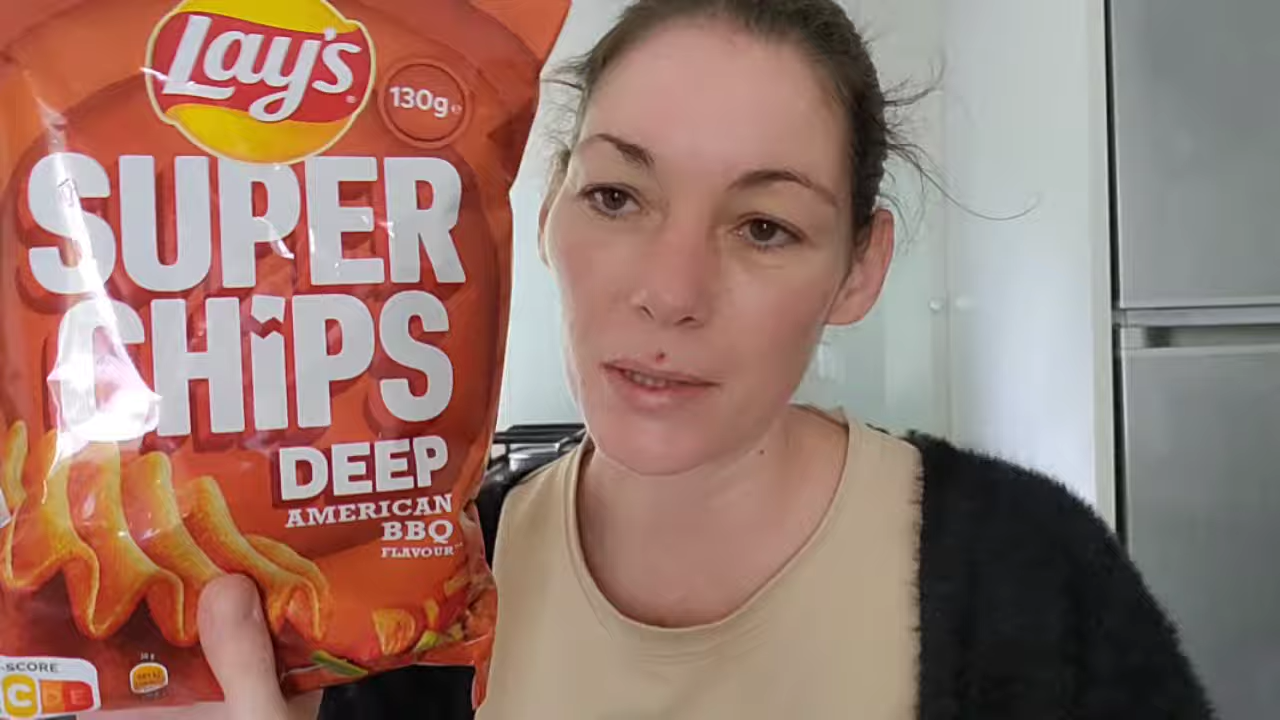 Lay's
130g e
SUPER
CHIPS
DEEP
AMERICAN
BBQ
FLAVOUR
-SCORE
C D E